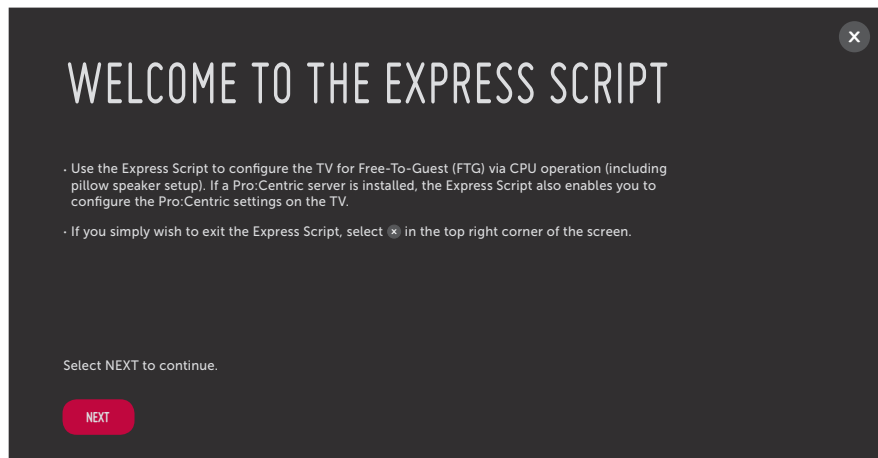 WELCOME TO THE EXPRESS SCRIPT
· Use the Express Script to configure the TV for Free-To-Guest (FTG) via CPU operation (including
pillow speaker setup). If a Pro:Centric server is installed, the Express Script also enables you to
configure the Pro:Centric settings on the TV.
· If you simply wish to exit the Express Script, select x in the top right corner of the screen.
Select NEXT to continue.
NEXT